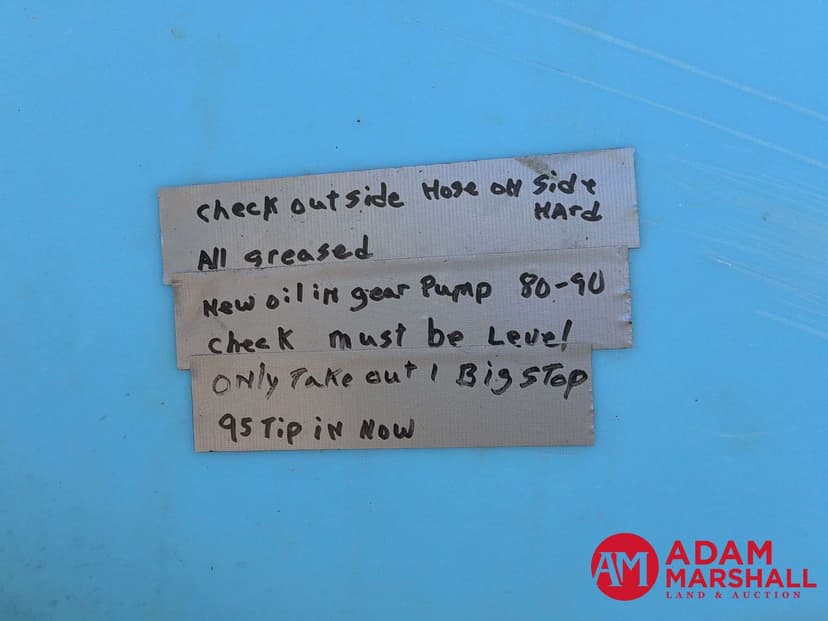 check outside Hose on side
HArd
All greased
New oil in gear Pump 80-90
check must be Level
ONly Take out 1 Big STop
95 Tip iN Now
AM ADAM
MARSHALL
LAND & AUCTION